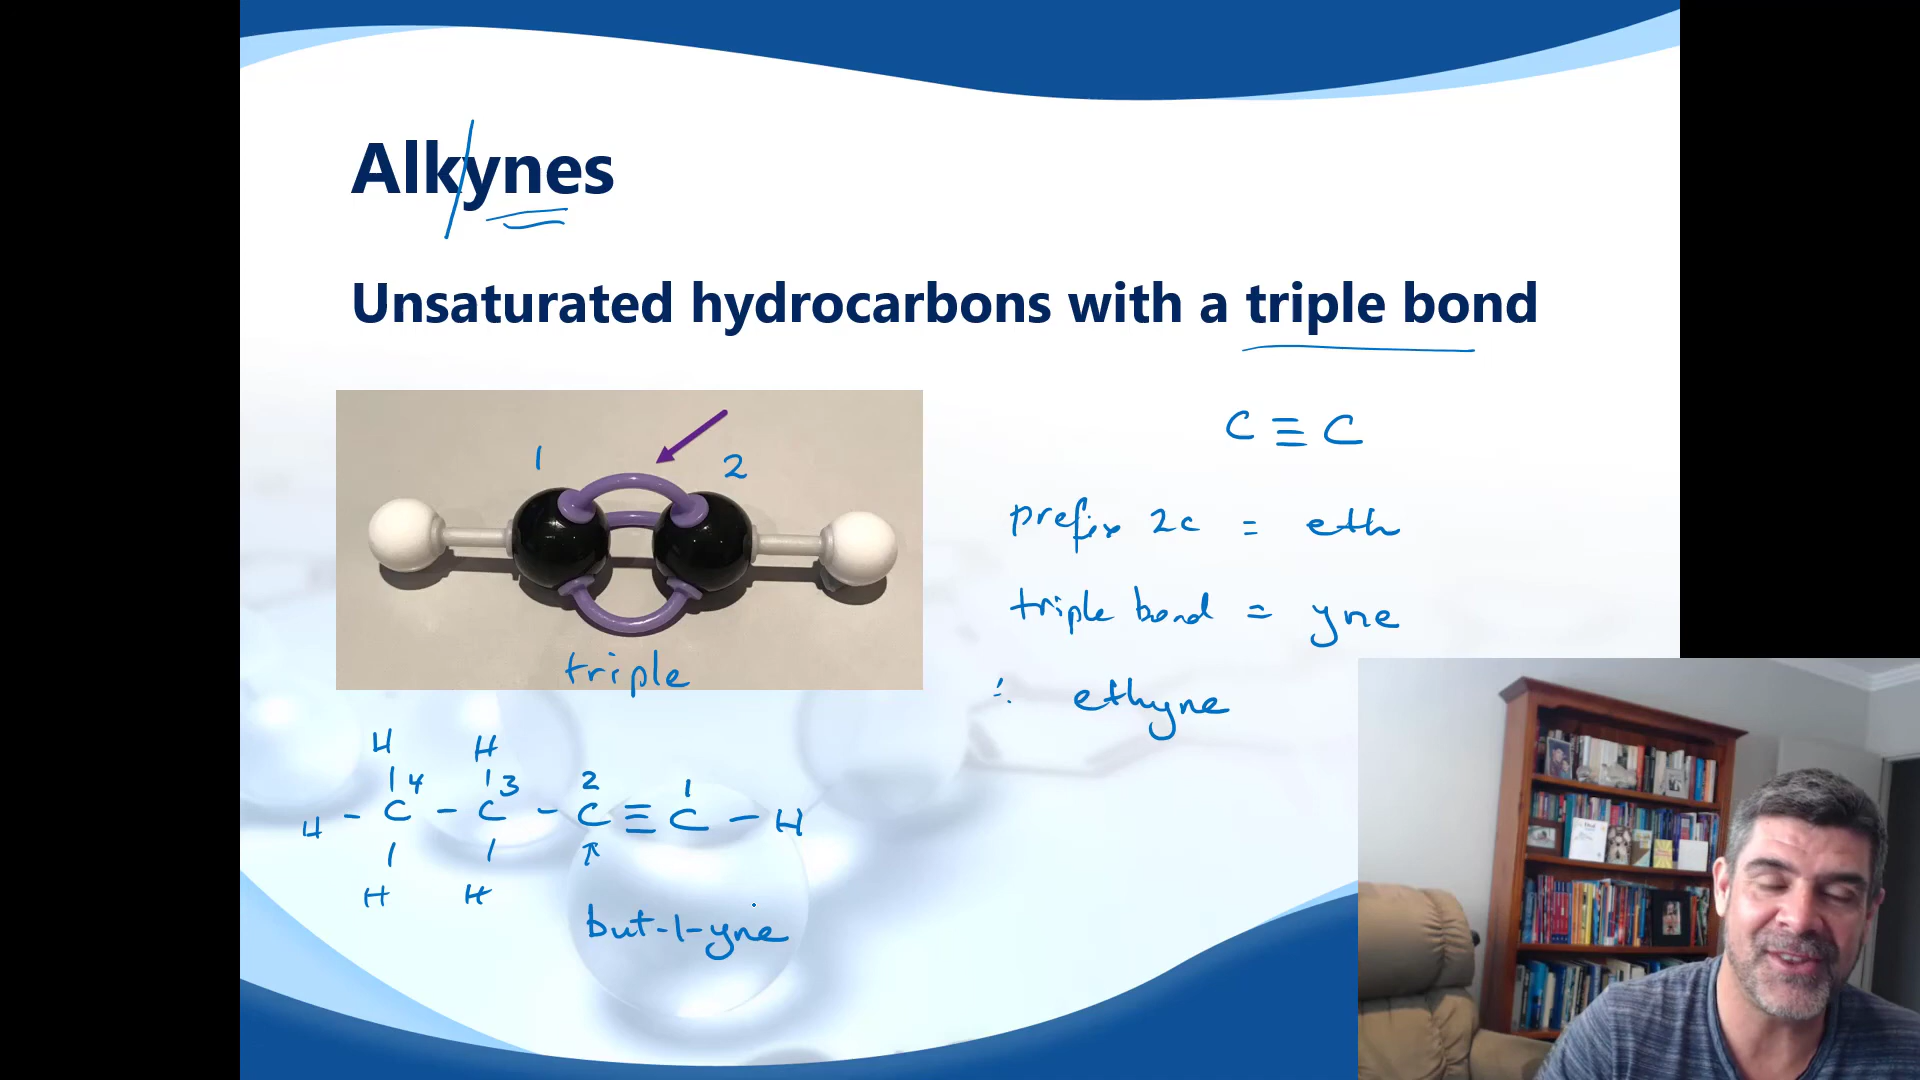 Alkynes
Unsaturated hydrocarbons with a triple bond
C ≡ C
1 2
prefix 2c = eth
triple bond = yne
triple
∴ ethyne
H H
4 3 2 1
H - C - C - C ≡ C - H
H H
but-1-yne